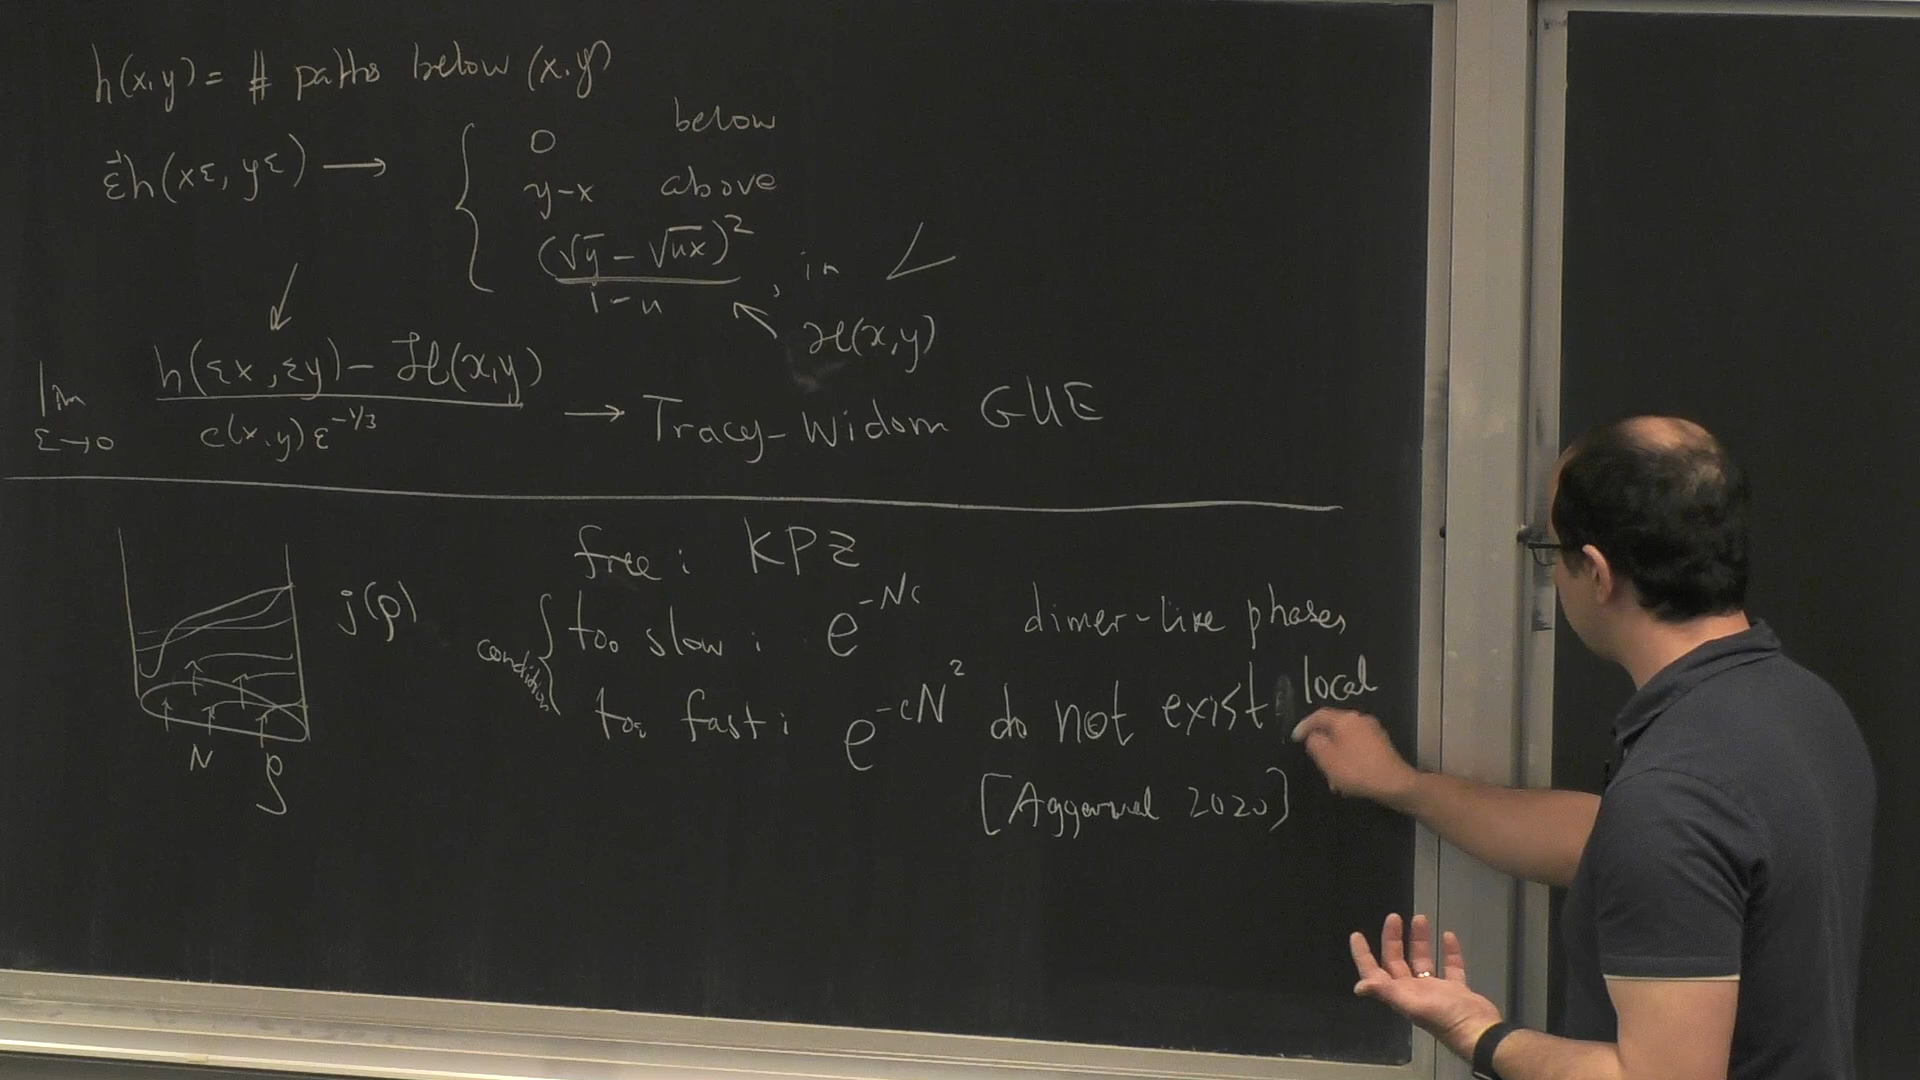 h(x,y) = # paths below (x,y)
ε⁻¹h(xε, yε) → { 0 below
y-x above
(√y - √ux)² / 1-u , in ∠
ℋ(x,y)
lim ε→0 h(εx, εy) - ℋ(x,y) / c(x,y) ε^{-1/3} → Tracy-Widom GUE
free : KPZ
j(ρ)
condition { too slow : e^{-Nc}
too fast : e^{-cN²}
dimer-like phases
do not exist local
[Aggarwal 2020]
N ρ